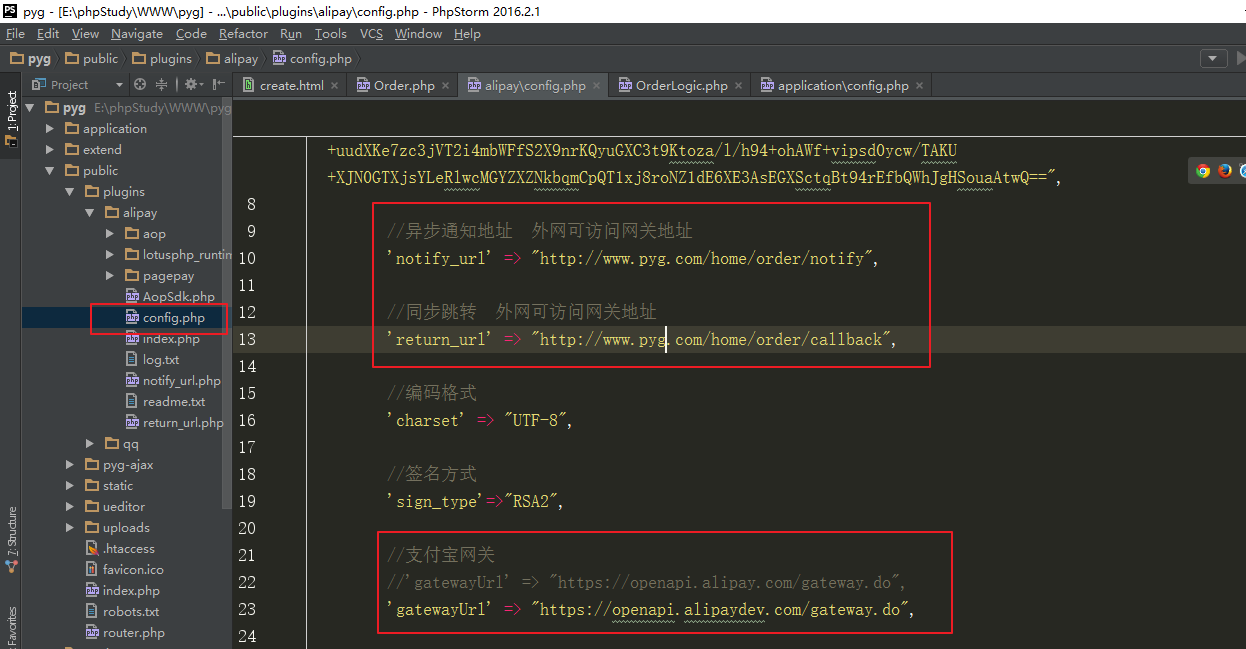 pyg - [E:\phpStudy\WWW\pyg] - ...\public\plugins\alipay\config.php - PhpStorm 2016.2.1
File Edit View Navigate Code Refactor Run Tools VCS Window Help
pyg public plugins alipay config.php
Project create.html Order.php alipay\config.php OrderLogic.php application\config.php
1: Project
pyg E:\phpStudy\WWW\pyg
application
extend
public
plugins
alipay
aop
lotusphp_runtim
pagepay
AopSdk.php
config.php
index.php
log.txt
notify_url.php
readme.txt
return_url.php
qq
pyg-ajax
static
ueditor
uploads
.htaccess
favicon.ico
index.php
robots.txt
router.php
7: Structure
Favorites
+uudXKe7zc3jVT2i4mbWFfS2X9nrKQyuGXC3t9Ktoza/l/h94+ohAWf+vipsdOycw/TAKU
+XJNOGTXjsYLeRlwcMGYZXZNkbqmCpQTlxj8roNZ1dE6XE3AsEGXSctqBt94rEfbQWhJgHSouaAtwQ==",
8
9 //异步通知地址 外网可访问网关地址
10 'notify_url' => "http://www.pyg.com/home/order/notify",
11
12 //同步跳转 外网可访问网关地址
13 'return_url' => "http://www.pyg.com/home/order/callback",
14
15 //编码格式
16 'charset' => "UTF-8",
17
18 //签名方式
19 'sign_type'=>"RSA2",
20
21 //支付宝网关
22 //'gatewayUrl' => "https://openapi.alipay.com/gateway.do",
23 'gatewayUrl' => "https://openapi.alipaydev.com/gateway.do",
24